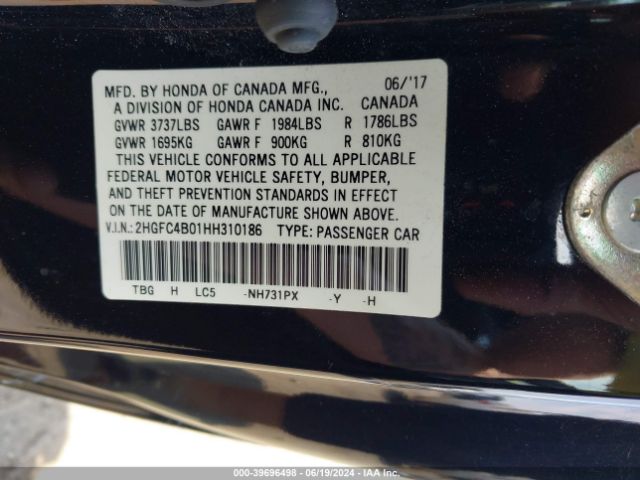 MFD. BY HONDA OF CANADA MFG., 06/'17
A DIVISION OF HONDA CANADA INC. CANADA
GVWR 3737LBS GAWR F 1984LBS R 1786LBS
GVWR 1695KG GAWR F 900KG R 810KG
THIS VEHICLE CONFORMS TO ALL APPLICABLE
FEDERAL MOTOR VEHICLE SAFETY, BUMPER,
AND THEFT PREVENTION STANDARDS IN EFFECT
ON THE DATE OF MANUFACTURE SHOWN ABOVE.
V.I.N.: 2HGFC4B01HH310186 TYPE: PASSENGER CAR
TBG H LC5 -NH731PX -Y -H
000-39696498 - 06/19/2024 - IAA Inc.